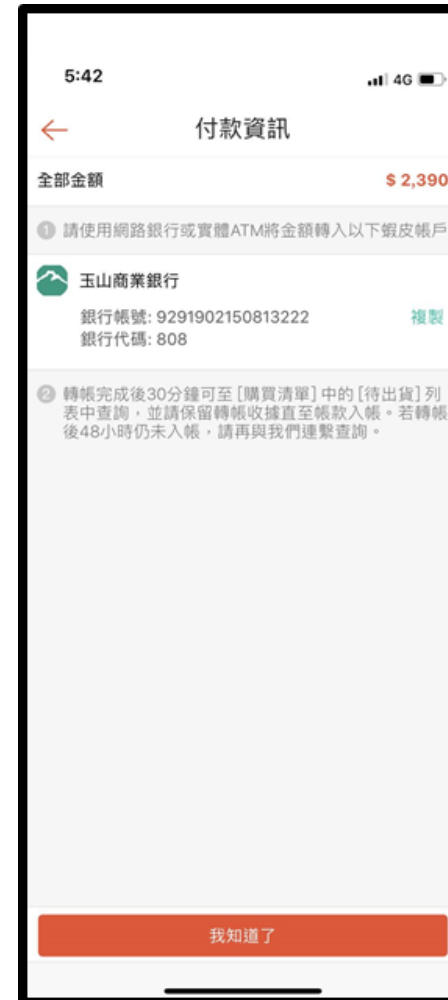 5:42
4G
付款資訊
全部金額 $ 2,390
1 請使用網路銀行或實體ATM將金額轉入以下蝦皮帳戶
玉山商業銀行
銀行帳號: 9291902150813222 複製
銀行代碼: 808
2 轉帳完成後30分鐘可至 [購買清單] 中的 [待出貨] 列
表中查詢，並請保留轉帳收據直至帳款入帳。若轉帳
後48小時仍未入帳，請再與我們連繫查詢。
我知道了